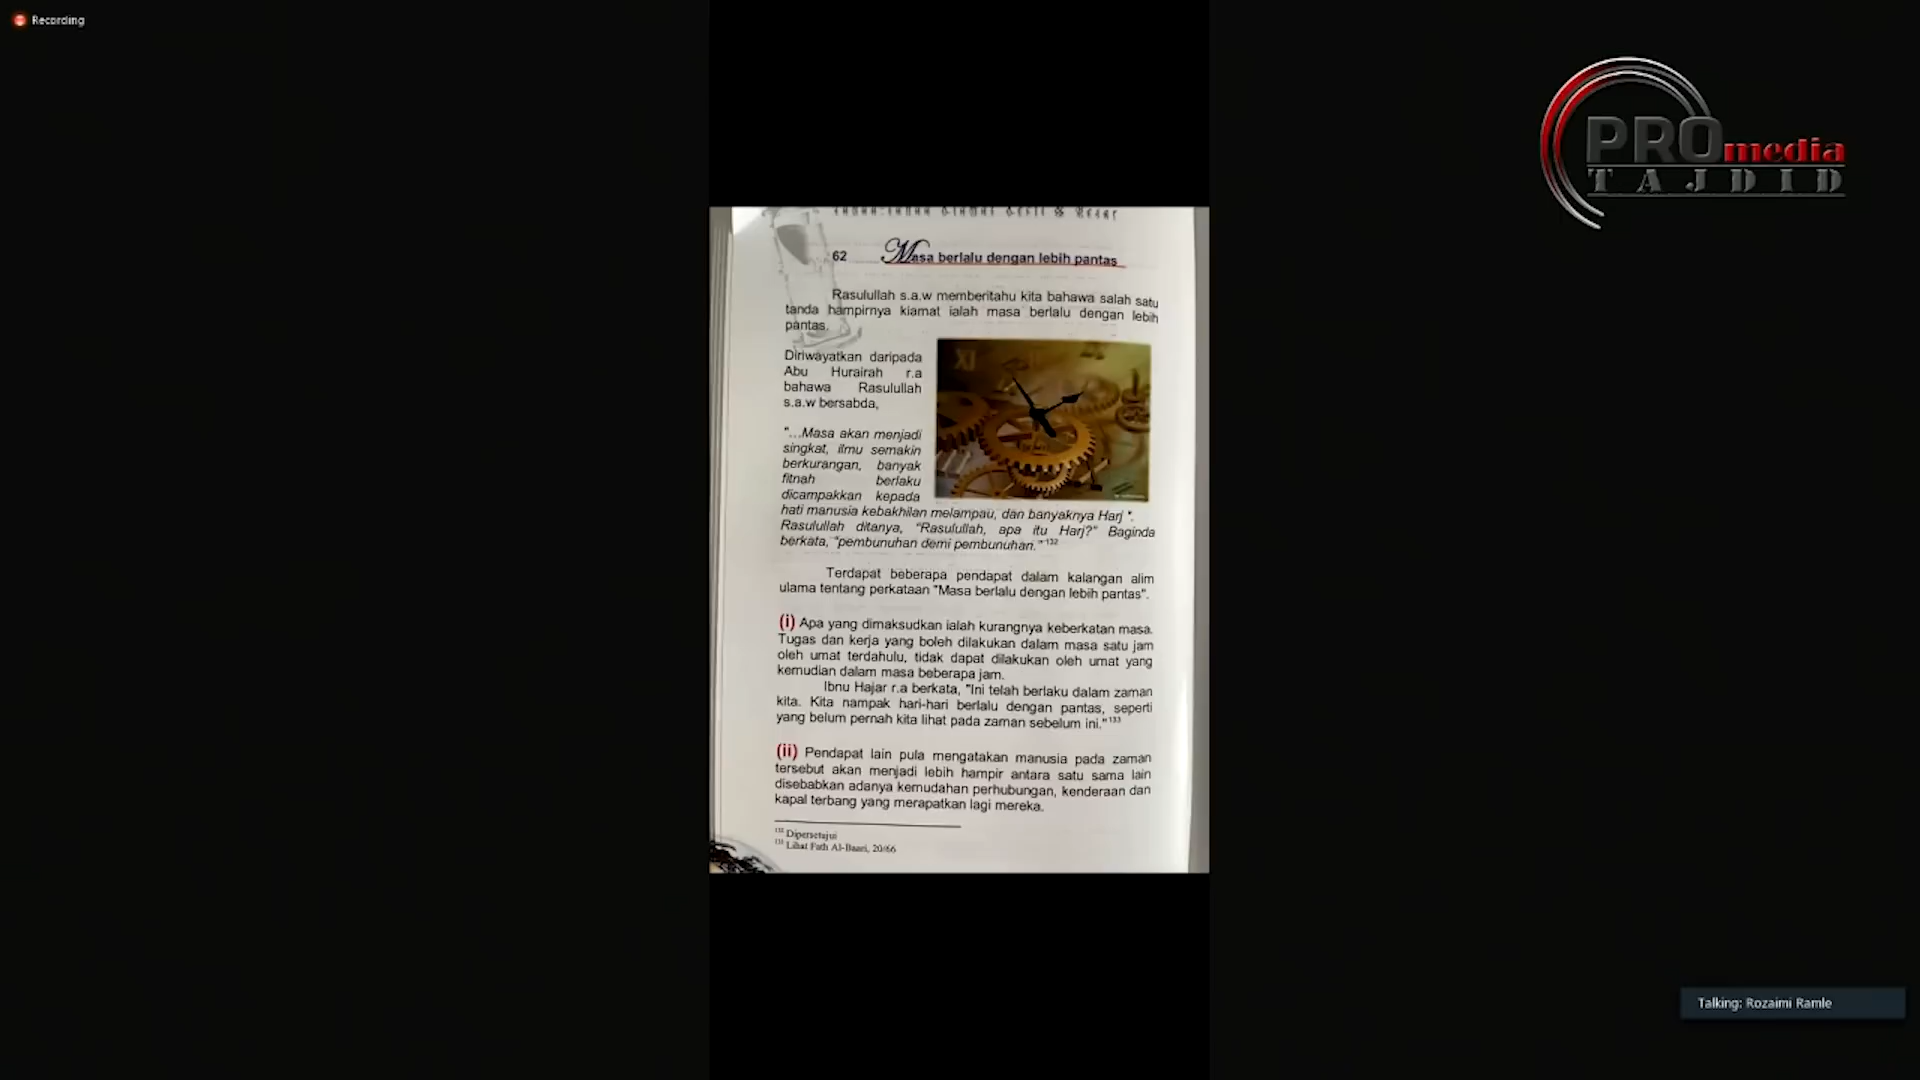 Recording
PROmedia
TAJDID
62 Masa berlalu dengan lebih pantas
Rasulullah s.a.w memberitahu kita bahawa salah satu
tanda hampirnya kiamat ialah masa berlalu dengan lebih
pantas.
Diriwayatkan daripada
Abu Hurairah r.a
bahawa Rasulullah
s.a.w bersabda,
"...Masa akan menjadi
singkat, ilmu semakin
berkurangan, banyak
fitnah berlaku
dicampakkan kepada
hati manusia kebakhilan melampau, dan banyaknya Harj ".
Rasulullah ditanya, "Rasulullah, apa itu Harj?" Baginda
berkata, "pembunuhan demi pembunuhan."132
Terdapat beberapa pendapat dalam kalangan alim
ulama tentang perkataan "Masa berlalu dengan lebih pantas".
(i) Apa yang dimaksudkan ialah kurangnya keberkatan masa.
Tugas dan kerja yang boleh dilakukan dalam masa satu jam
oleh umat terdahulu, tidak dapat dilakukan oleh umat yang
kemudian dalam masa beberapa jam.
Ibnu Hajar r.a berkata, "Ini telah berlaku dalam zaman
kita. Kita nampak hari-hari berlalu dengan pantas, seperti
yang belum pernah kita lihat pada zaman sebelum ini."133
(ii) Pendapat lain pula mengatakan manusia pada zaman
tersebut akan menjadi lebih hampir antara satu sama lain
disebabkan adanya kemudahan perhubungan, kenderaan dan
kapal terbang yang merapatkan lagi mereka.
132 Dipersetujui
133 Lihat Fath Al-Baari, 20/66
Talking: Rozaimi Ramle